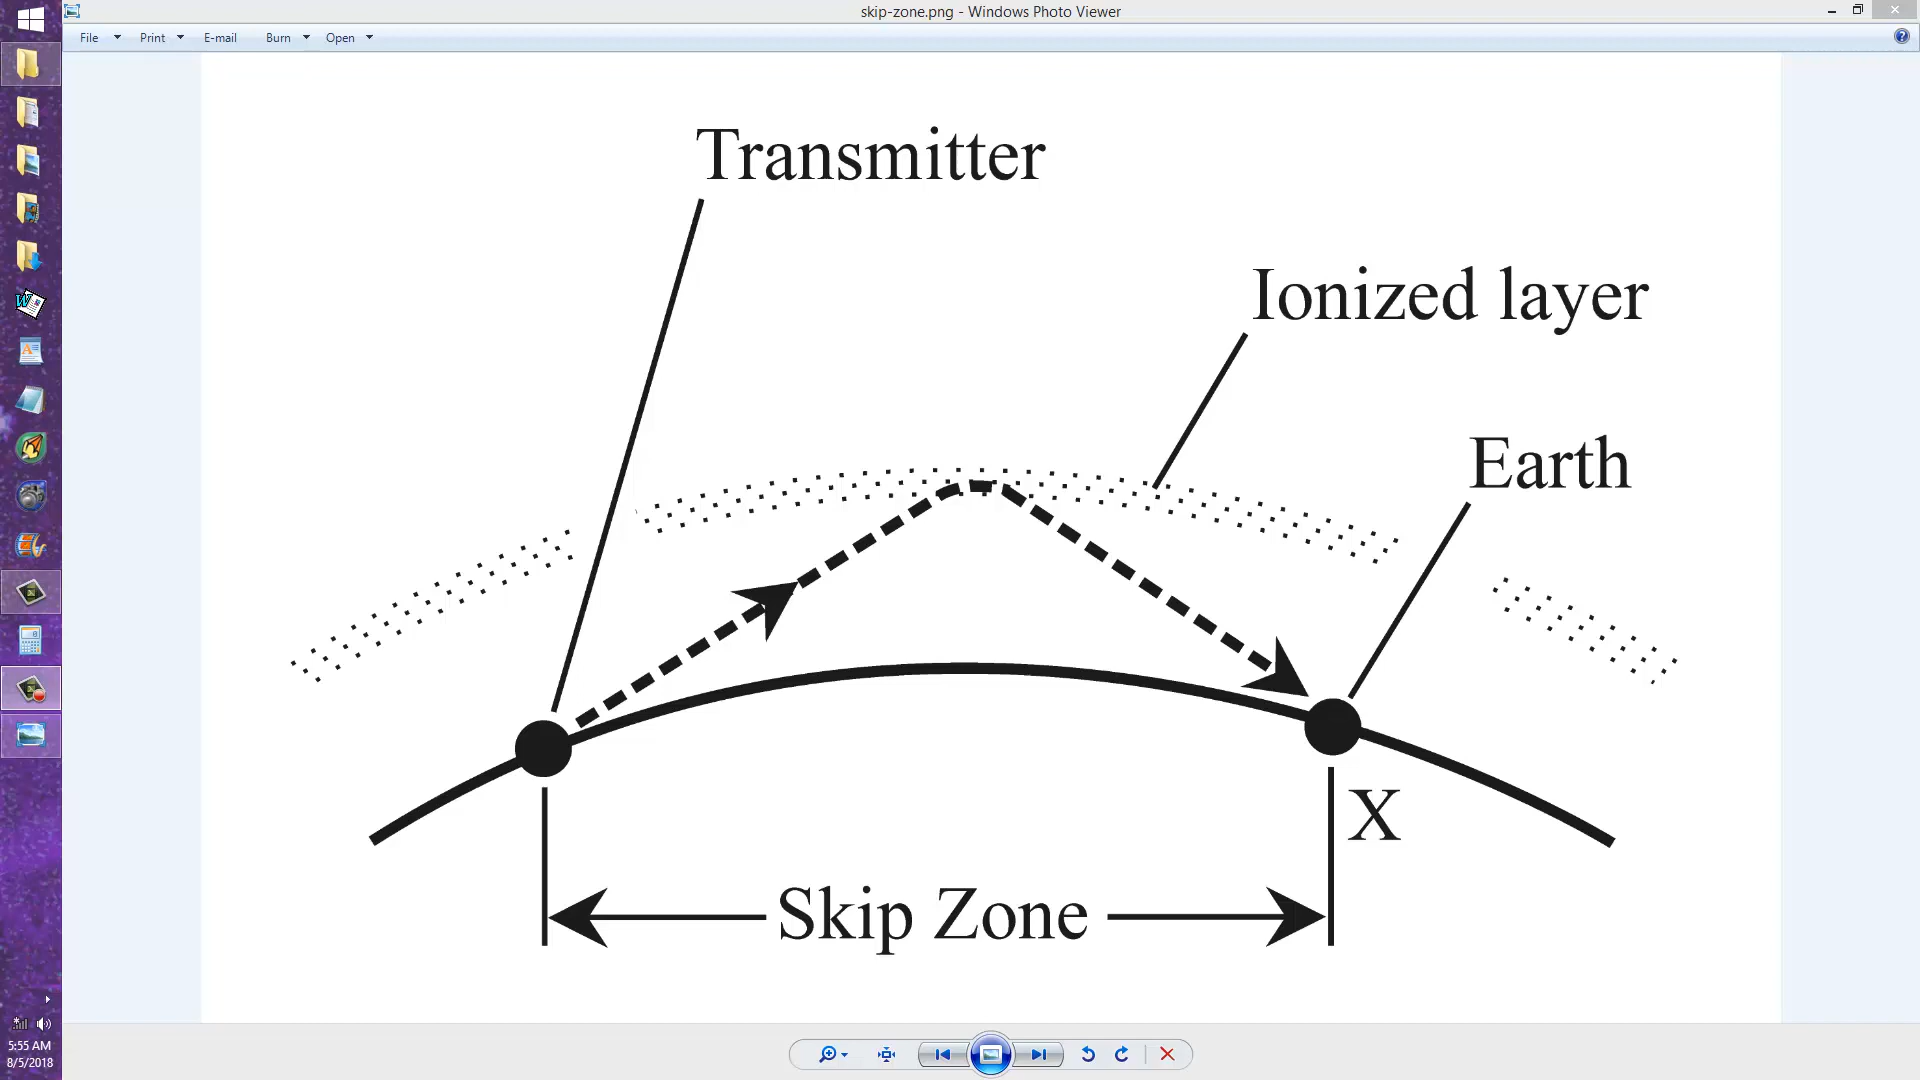 skip-zone.png - Windows Photo Viewer
File Print E-mail Burn Open
Transmitter
Ionized layer
Earth
X
Skip Zone
5:55 AM
8/5/2018